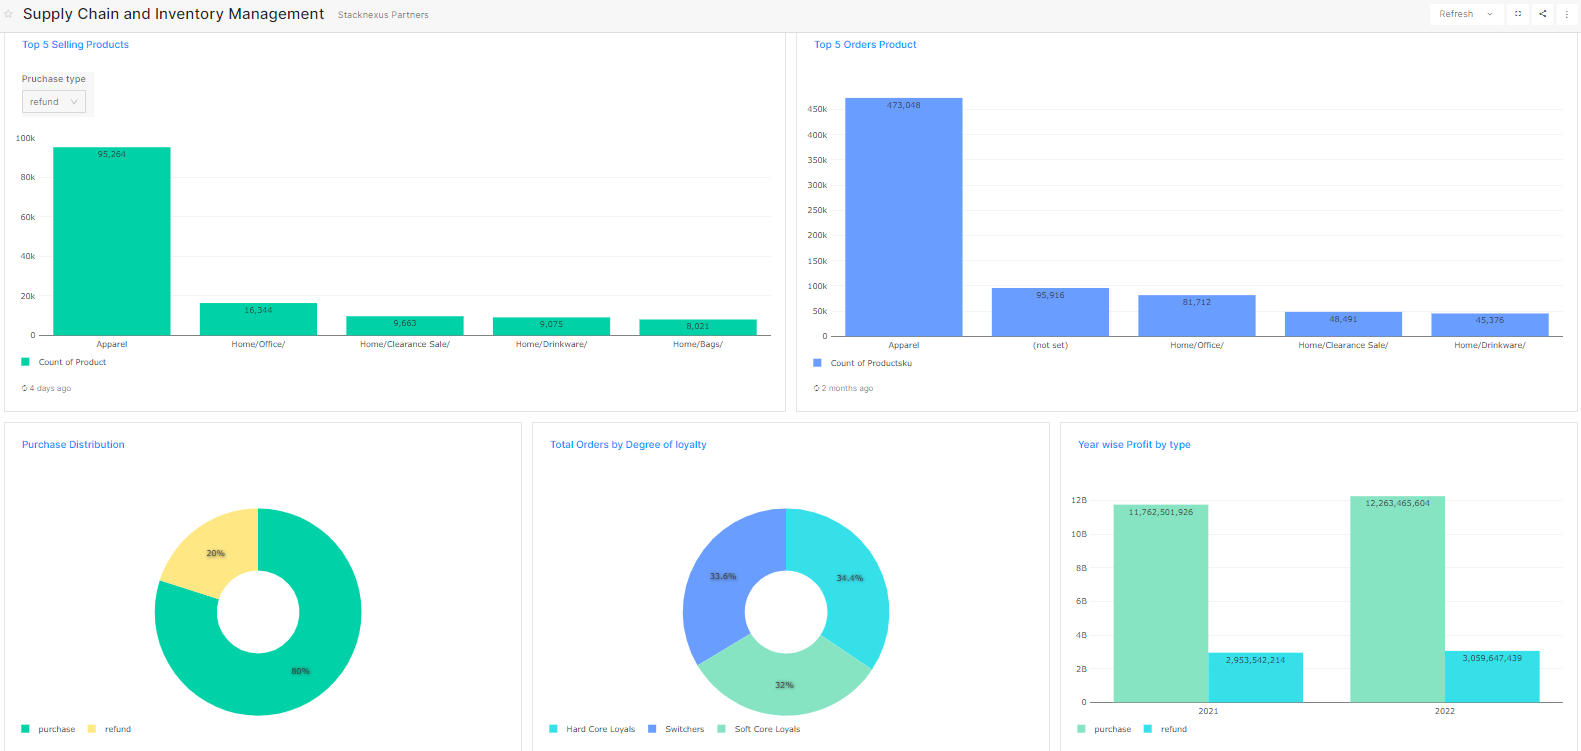 Supply Chain and Inventory Management Stacknexus Partners Refresh
Top 5 Selling Products
Pruchase type
refund
100k
80k
60k
40k
20k
0
95,264
16,344
9,663
9,075
8,021
Apparel Home/Office/ Home/Clearance Sale/ Home/Drinkware/ Home/Bags/
Count of Product
4 days ago
Top 5 Orders Product
450k
400k
350k
300k
250k
200k
150k
100k
50k
0
473,048
95,916
81,712
48,491
45,376
Apparel (not set) Home/Office/ Home/Clearance Sale/ Home/Drinkware/
Count of Productsku
2 months ago
Purchase Distribution
20%
80%
purchase refund
Total Orders by Degree of loyalty
33.6%
34.4%
32%
Hard Core Loyals Switchers Soft Core Loyals
Year wise Profit by type
12B
10B
8B
6B
4B
2B
0
11,762,501,926
2,953,542,214
12,263,465,604
3,059,647,439
2021 2022
purchase refund